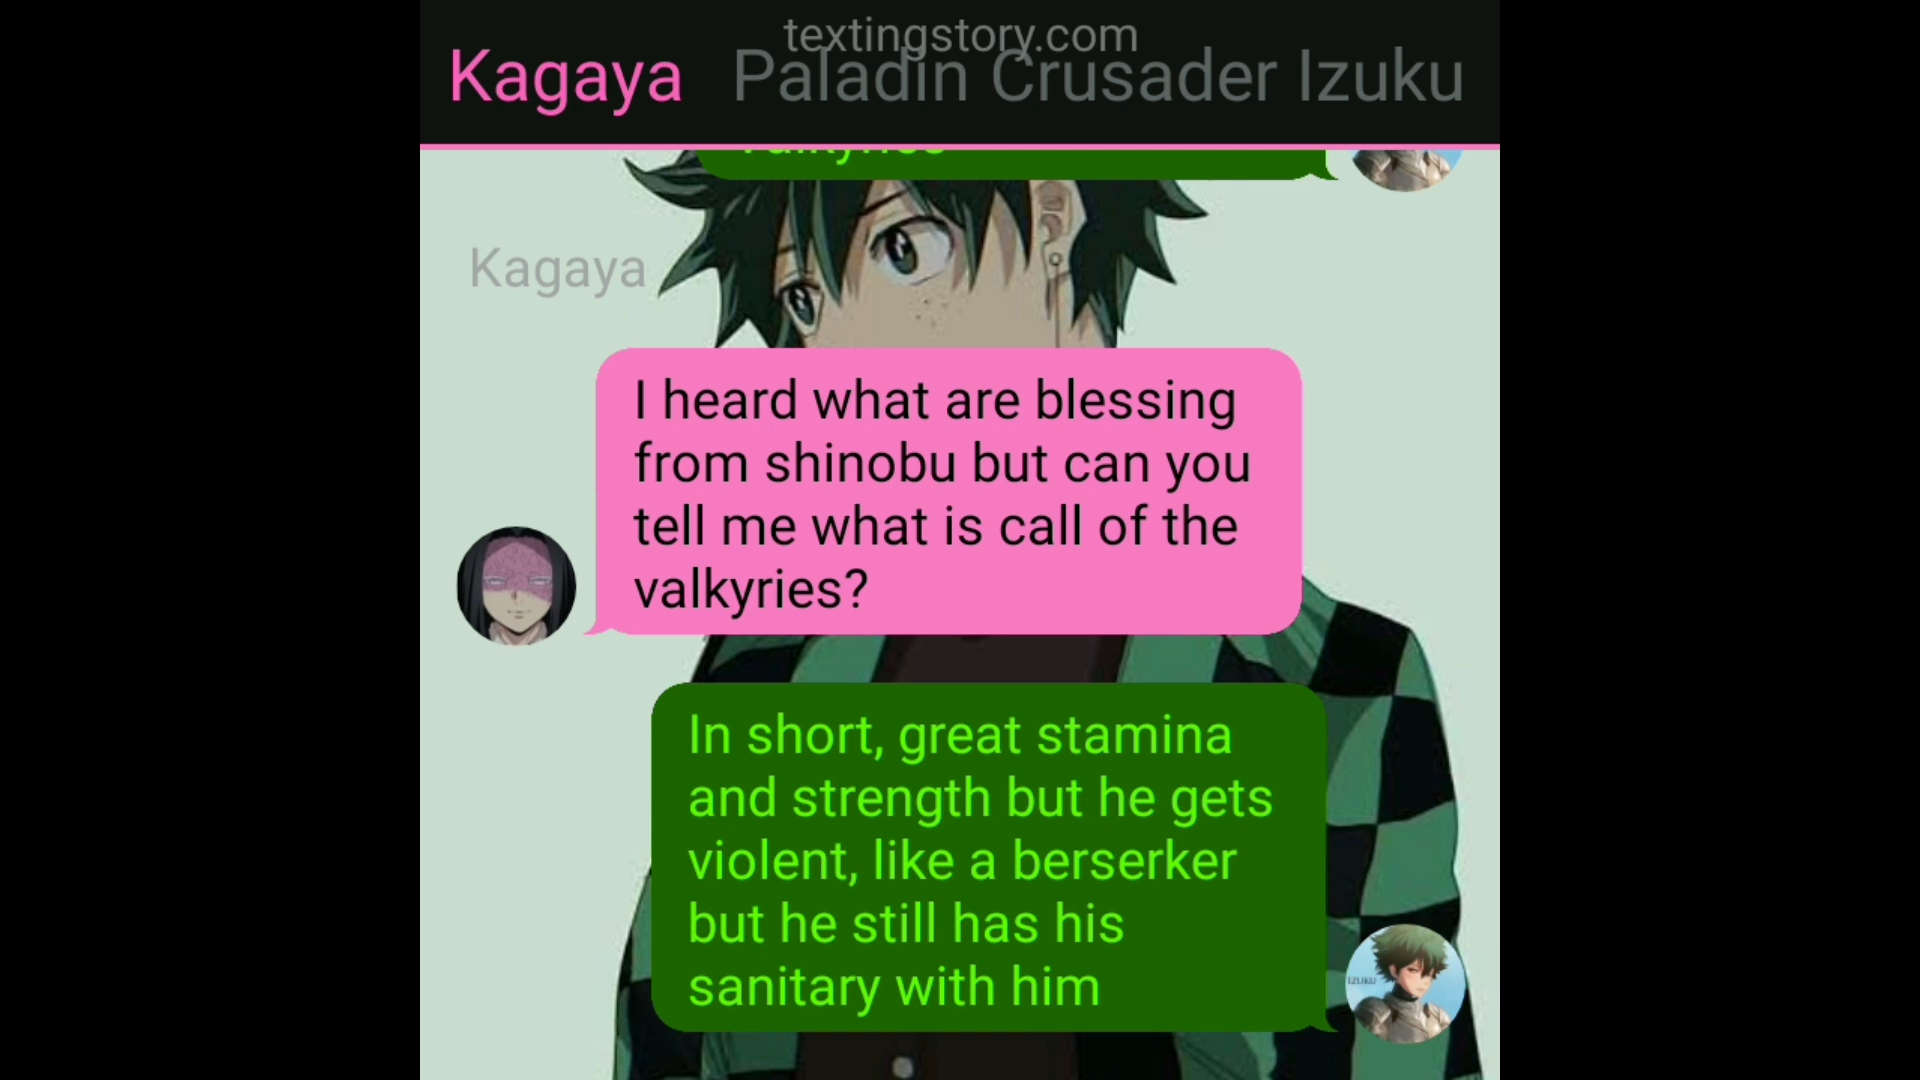 textingstory.com
Kagaya Paladin Crusader Izuku
valkyries
Kagaya
I heard what are blessing
from shinobu but can you
tell me what is call of the
valkyries?
In short, great stamina
and strength but he gets
violent, like a berserker
but he still has his
sanitary with him
IZUKU